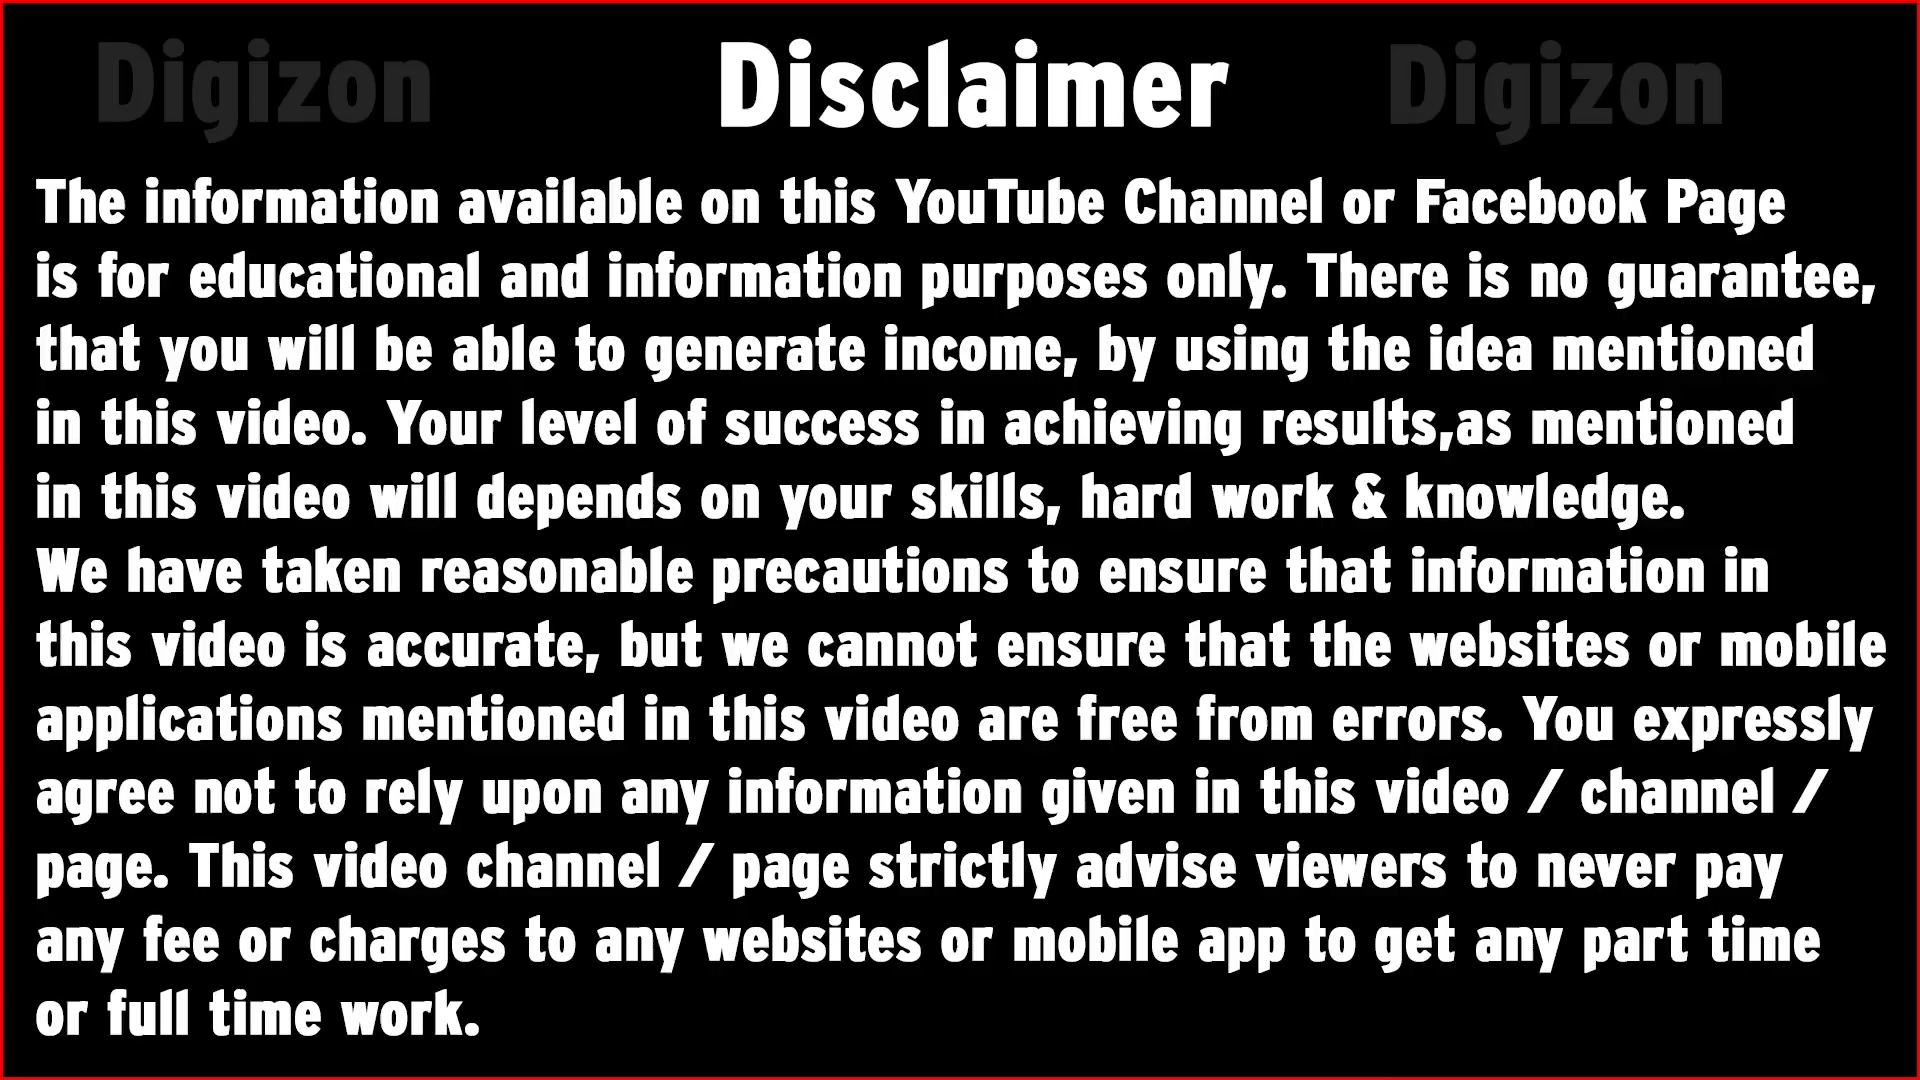 Digizon Disclaimer Digizon
The information available on this YouTube Channel or Facebook Page
is for educational and information purposes only. There is no guarantee,
that you will be able to generate income, by using the idea mentioned
in this video. Your level of success in achieving results,as mentioned
in this video will depends on your skills, hard work & knowledge.
We have taken reasonable precautions to ensure that information in
this video is accurate, but we cannot ensure that the websites or mobile
applications mentioned in this video are free from errors. You expressly
agree not to rely upon any information given in this video / channel /
page. This video channel / page strictly advise viewers to never pay
any fee or charges to any websites or mobile app to get any part time
or full time work.